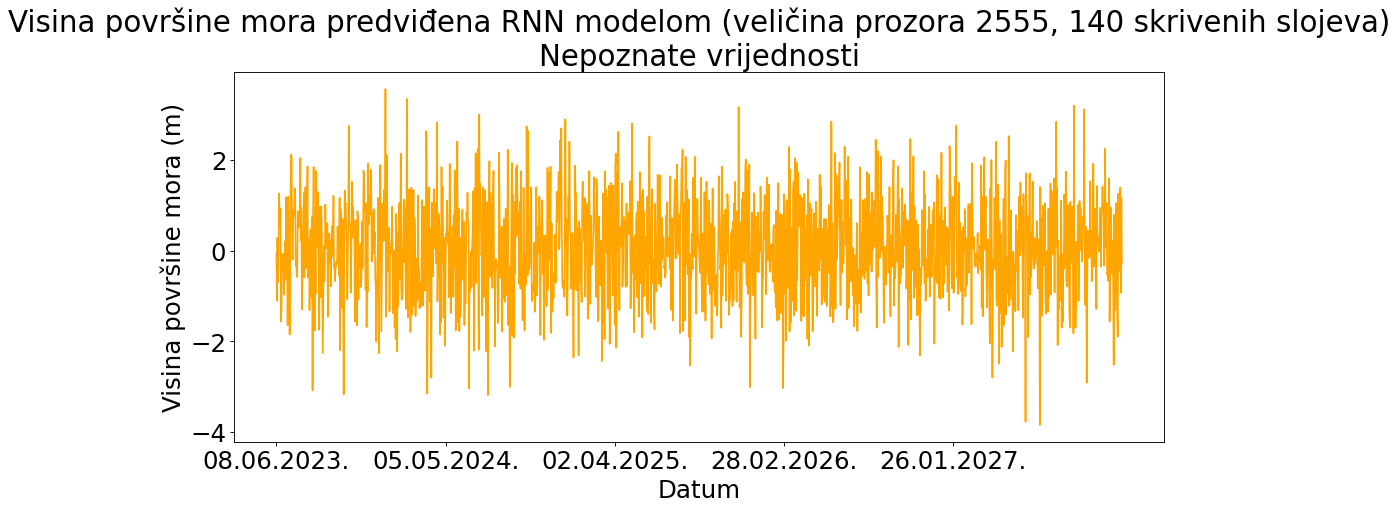 Visina površine mora predviđena RNN modelom (veličina prozora 2555, 140 skrivenih slojeva)
Nepoznate vrijednosti
Visina površine mora (m)
2
0
−2
−4
08.06.2023. 05.05.2024. 02.04.2025. 28.02.2026. 26.01.2027.
Datum